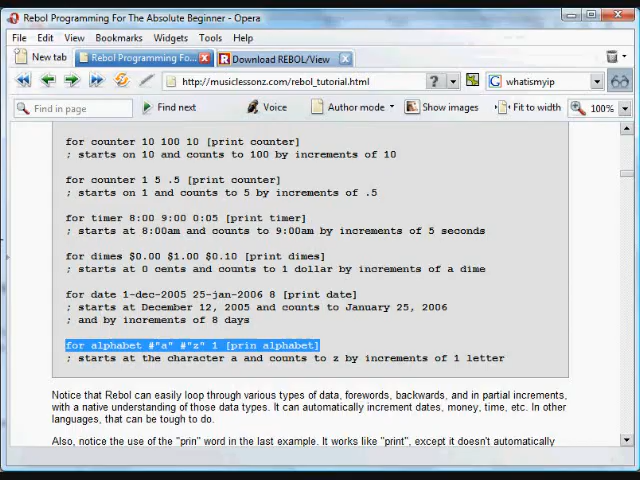 Rebol Programming For The Absolute Beginner - Opera
File Edit View Bookmarks Widgets Tools Help
New tab Rebol Programming Fo... Download REBOL/View
http://musiclessonz.com/rebol_tutorial.html ? whatismyip
Find in page Find next Voice Author mode Show images Fit to width 100%
for counter 10 100 10 [print counter]
; starts on 10 and counts to 100 by increments of 10
for counter 1 5 .5 [print counter]
; starts on 1 and counts to 5 by increments of .5
for timer 8:00 9:00 0:05 [print timer]
; starts at 8:00am and counts to 9:00am by increments of 5 seconds
for dimes $0.00 $1.00 $0.10 [print dimes]
; starts at 0 cents and counts to 1 dollar by increments of a dime
for date 1-dec-2005 25-jan-2006 8 [print date]
; starts at December 12, 2005 and counts to January 25, 2006
; and by increments of 8 days
for alphabet #"a" #"z" 1 [prin alphabet]
; starts at the character a and counts to z by increments of 1 letter
Notice that Rebol can easily loop through various types of data, forewords, backwards, and in partial increments,
with a native understanding of those data types. It can automatically increment dates, money, time, etc. In other
languages, that can be tough to do.
Also, notice the use of the "prin" word in the last example. It works like "print", except it doesn't automatically